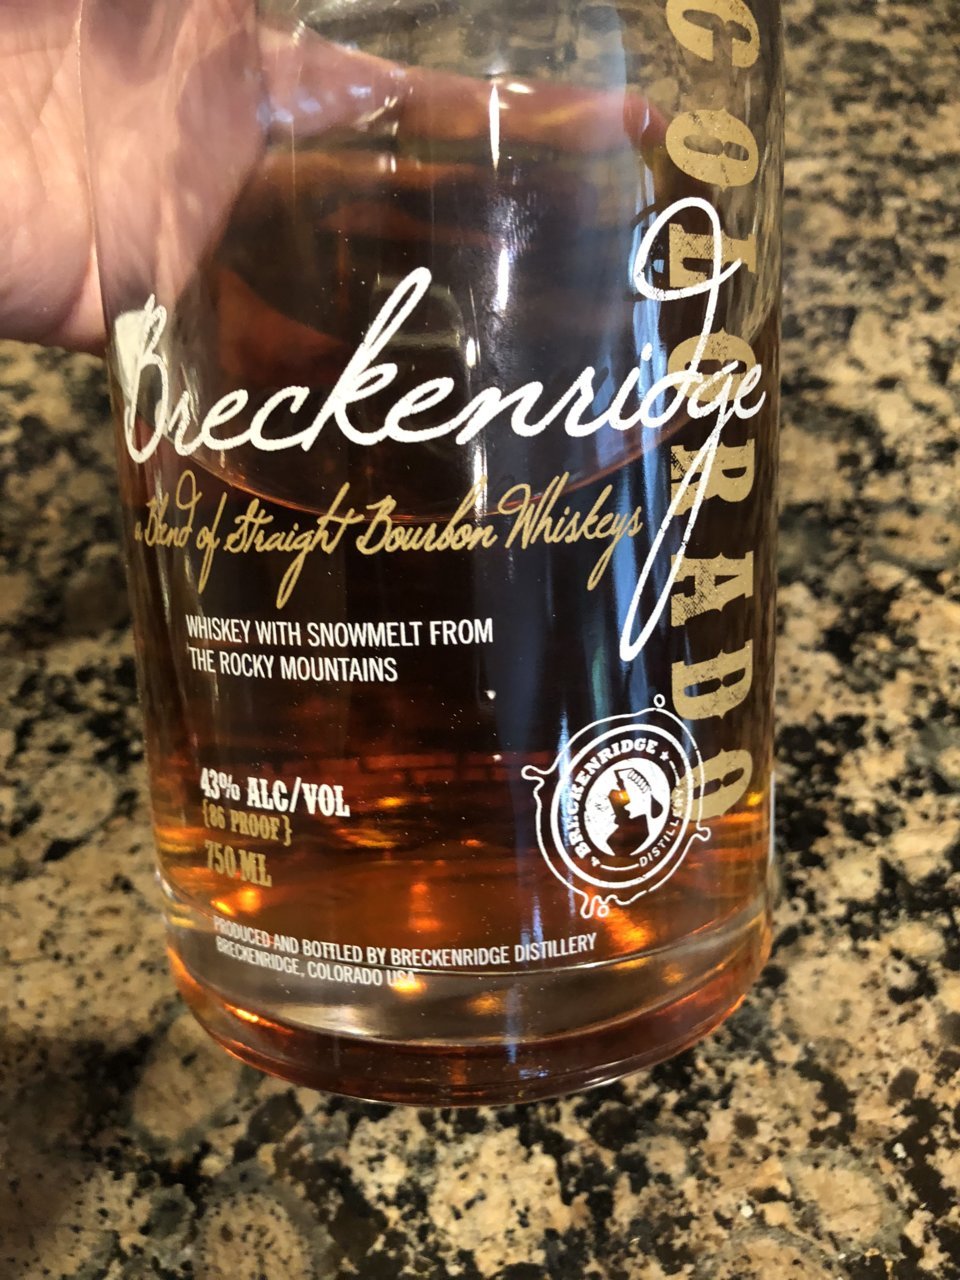 Breckenridge
a Blend of Straight Bourbon Whiskeys
WHISKEY WITH SNOWMELT FROM
THE ROCKY MOUNTAINS
43% ALC/VOL
{86 PROOF}
750 ML
PRODUCED AND BOTTLED BY BRECKENRIDGE DISTILLERY
BRECKENRIDGE, COLORADO USA
COLORADO
BRECKENRIDGE
DISTILLERY